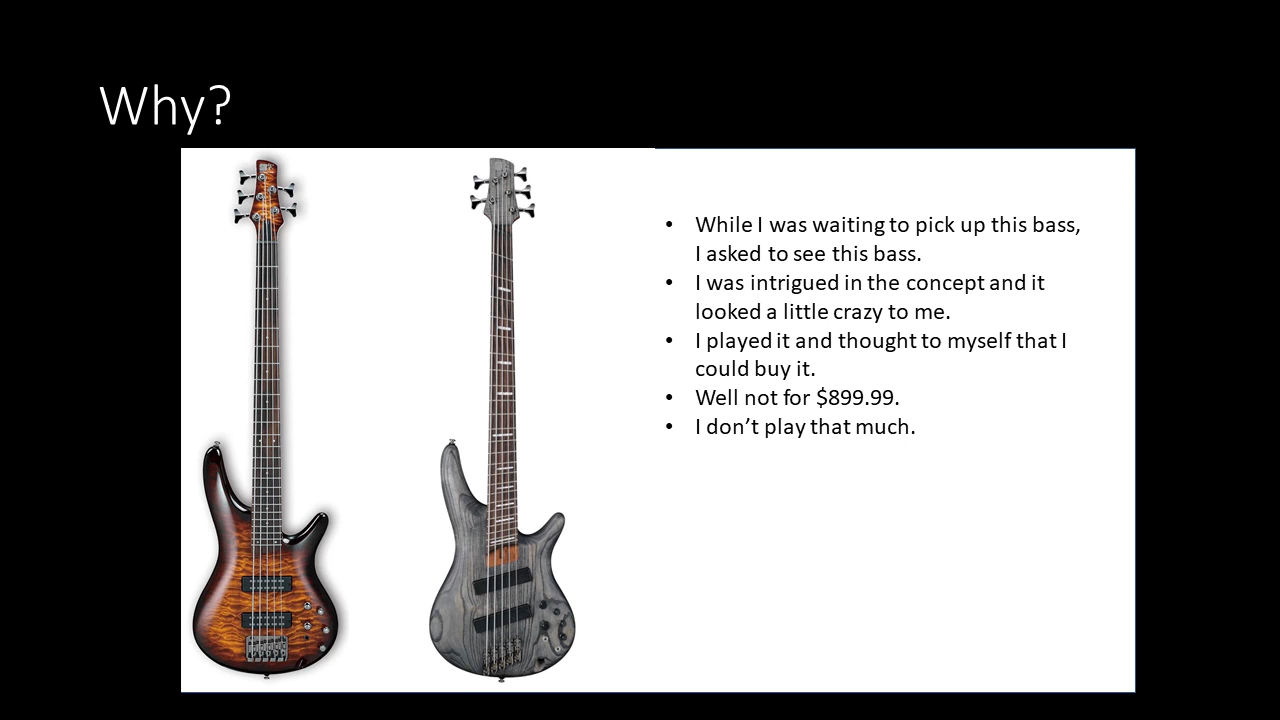 Why?
• While I was waiting to pick up this bass,
I asked to see this bass.
• I was intrigued in the concept and it
looked a little crazy to me.
• I played it and thought to myself that I
could buy it.
• Well not for $899.99.
• I don’t play that much.